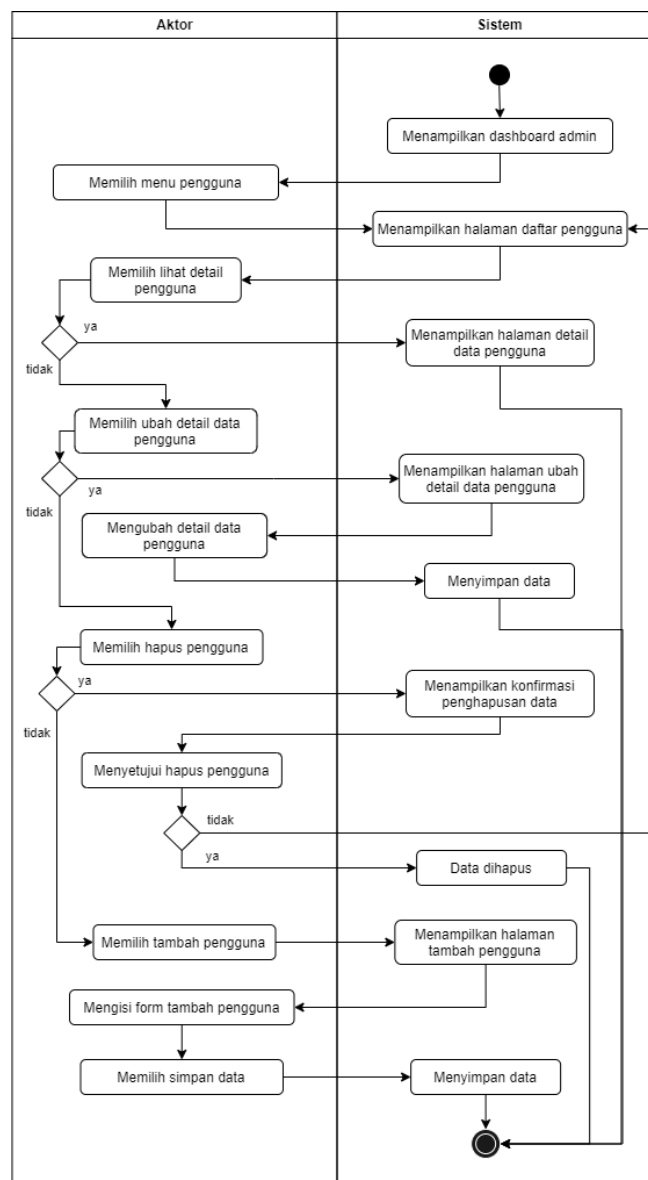 Aktor
Sistem
Menampilkan dashboard admin
Memilih menu pengguna
Menampilkan halaman daftar pengguna
Memilih lihat detail
pengguna
ya
Menampilkan halaman detail
data pengguna
tidak
Memilih ubah detail data
pengguna
ya
Menampilkan halaman ubah
detail data pengguna
tidak
Mengubah detail data
pengguna
Menyimpan data
Memilih hapus pengguna
ya
Menampilkan konfirmasi
penghapusan data
tidak
Menyetujui hapus pengguna
tidak
ya
Data dihapus
Memilih tambah pengguna
Menampilkan halaman
tambah pengguna
Mengisi form tambah pengguna
Memilih simpan data
Menyimpan data